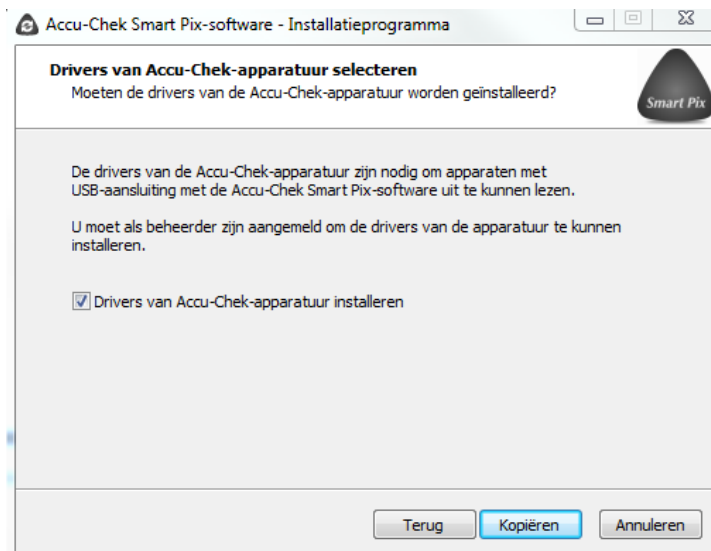 Accu-Chek Smart Pix-software - Installatieprogramma
Drivers van Accu-Chek-apparatuur selecteren
Moeten de drivers van de Accu-Chek-apparatuur worden geïnstalleerd?
Smart Pix
De drivers van de Accu-Chek-apparatuur zijn nodig om apparaten met
USB-aansluiting met de Accu-Chek Smart Pix-software uit te kunnen lezen.
U moet als beheerder zijn aangemeld om de drivers van de apparatuur te kunnen
installeren.
Drivers van Accu-Chek-apparatuur installeren
Terug Kopiëren Annuleren